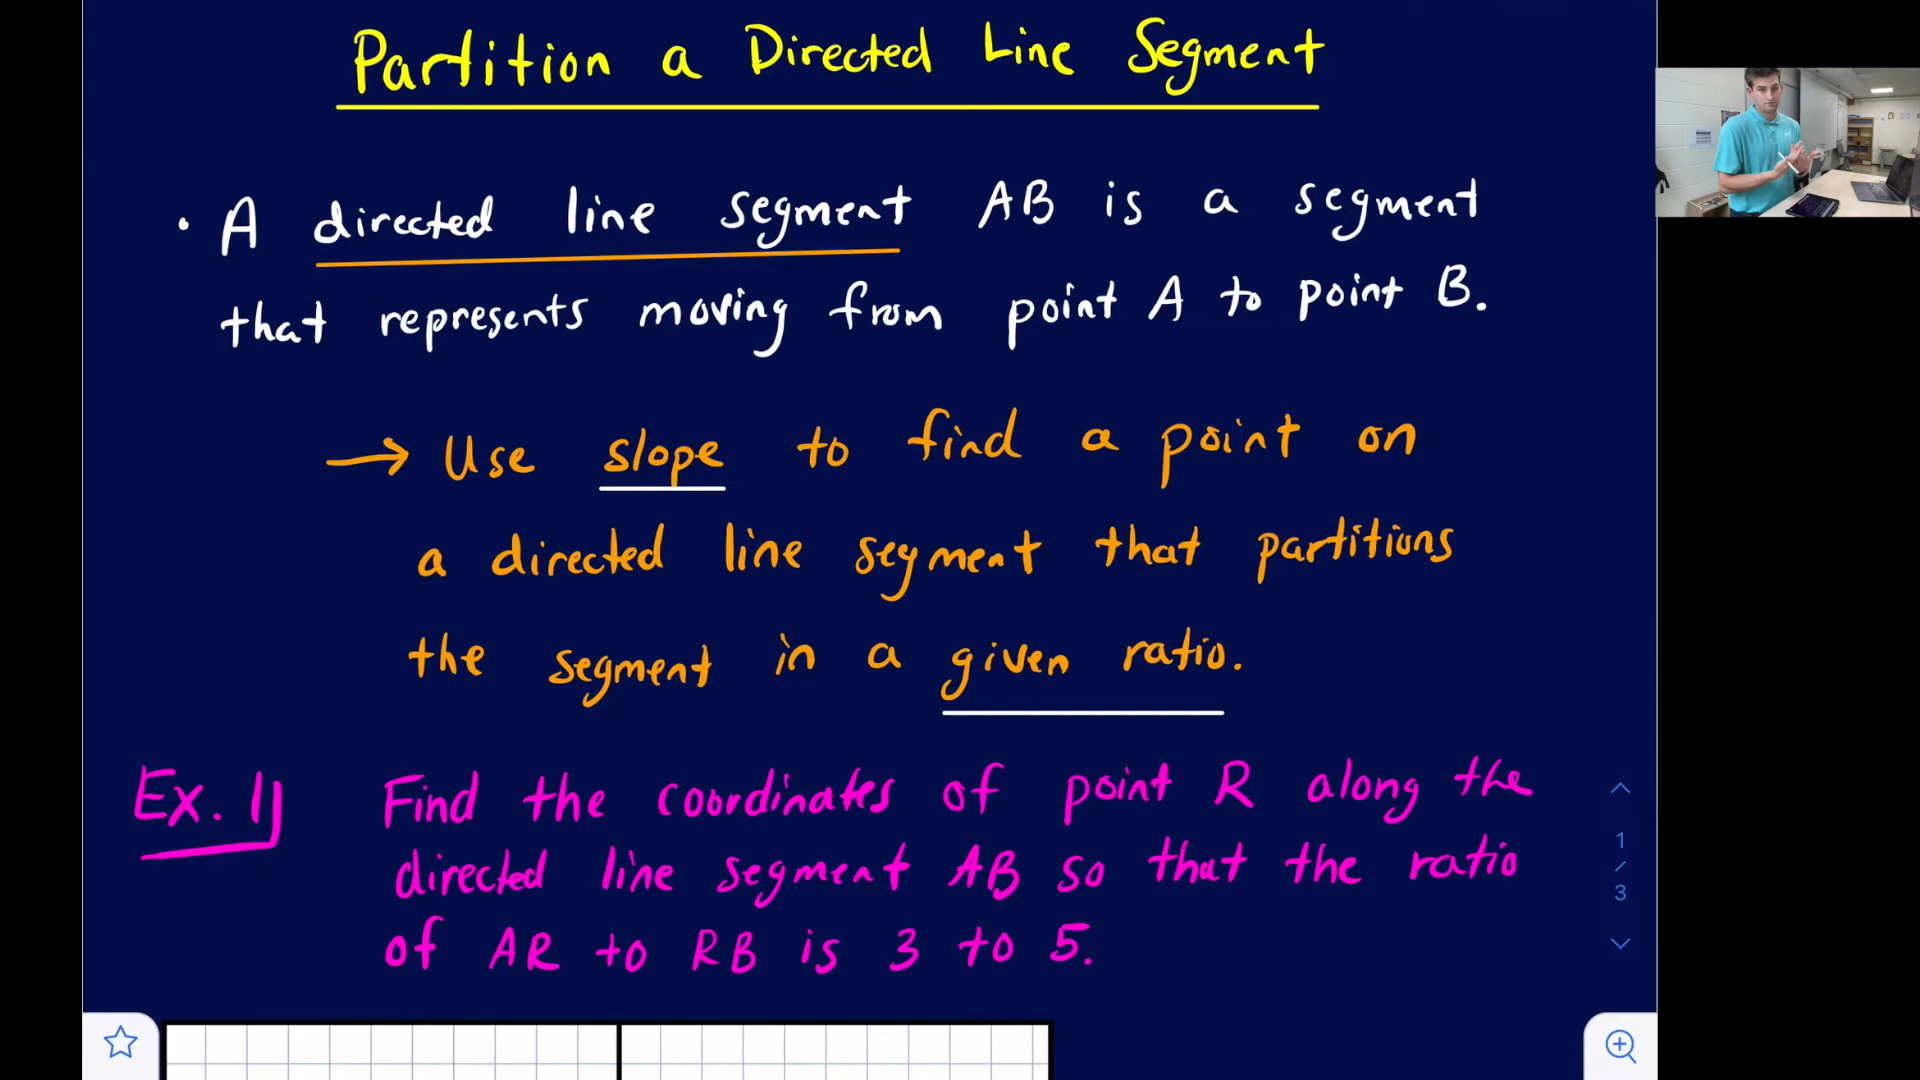 Partition a Directed Line Segment
• A directed line segment AB is a segment
that represents moving from point A to point B.
→ Use slope to find a point on
a directed line segment that partitions
the segment in a given ratio.
Ex. 1) Find the coordinates of point R along the
directed line segment AB so that the ratio
of AR to RB is 3 to 5.
1
/
3